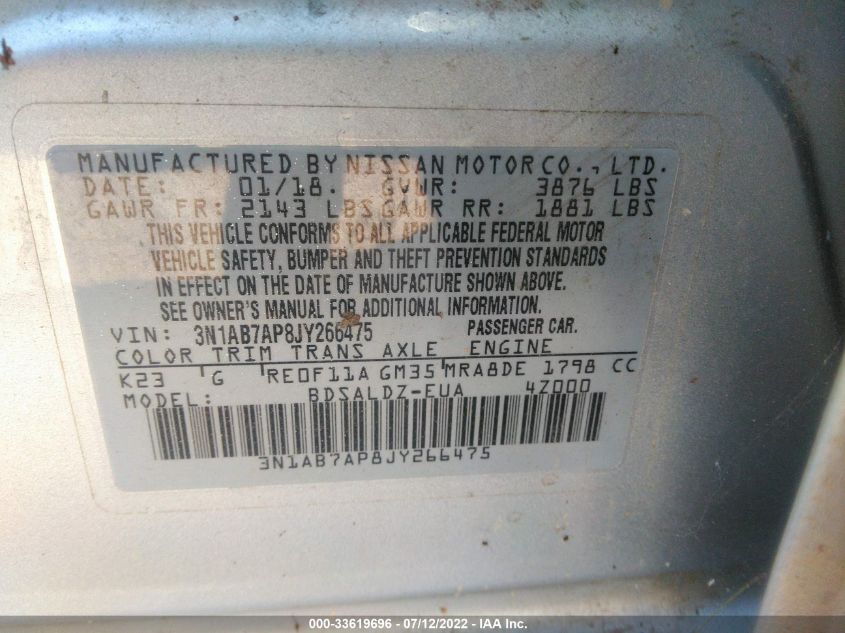 MANUFACTURED BY NISSAN MOTOR CO., LTD.
DATE: 01/18. GVWR: 3876 LBS
GAWR FR: 2143 LBS GAWR RR: 1881 LBS
THIS VEHICLE CONFORMS TO ALL APPLICABLE FEDERAL MOTOR
VEHICLE SAFETY, BUMPER AND THEFT PREVENTION STANDARDS
IN EFFECT ON THE DATE OF MANUFACTURE SHOWN ABOVE.
SEE OWNER'S MANUAL FOR ADDITIONAL INFORMATION.
VIN: 3N1AB7AP8JY266475 PASSENGER CAR.
COLOR TRIM TRANS AXLE ENGINE
K23 G RE0F11A GM35 MRA8DE 1798 CC
MODEL: BDSALDZ-EUA 4Z000
3N1AB7AP8JY266475
000-33619696 - 07/12/2022 - IAA Inc.